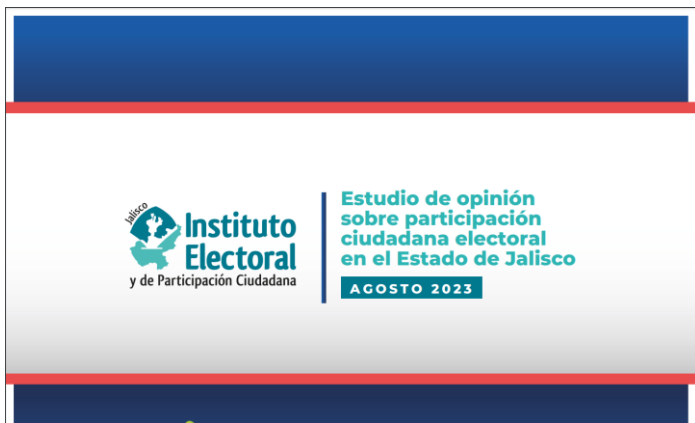 Jalisco
Instituto
Electoral
y de Participación Ciudadana
Estudio de opinión
sobre participación
ciudadana electoral
en el Estado de Jalisco
AGOSTO 2023